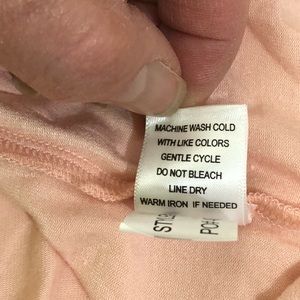 MACHINE WASH COLD
WITH LIKE COLORS
GENTLE CYCLE
DO NOT BLEACH
LINE DRY
WARM IRON IF NEEDED